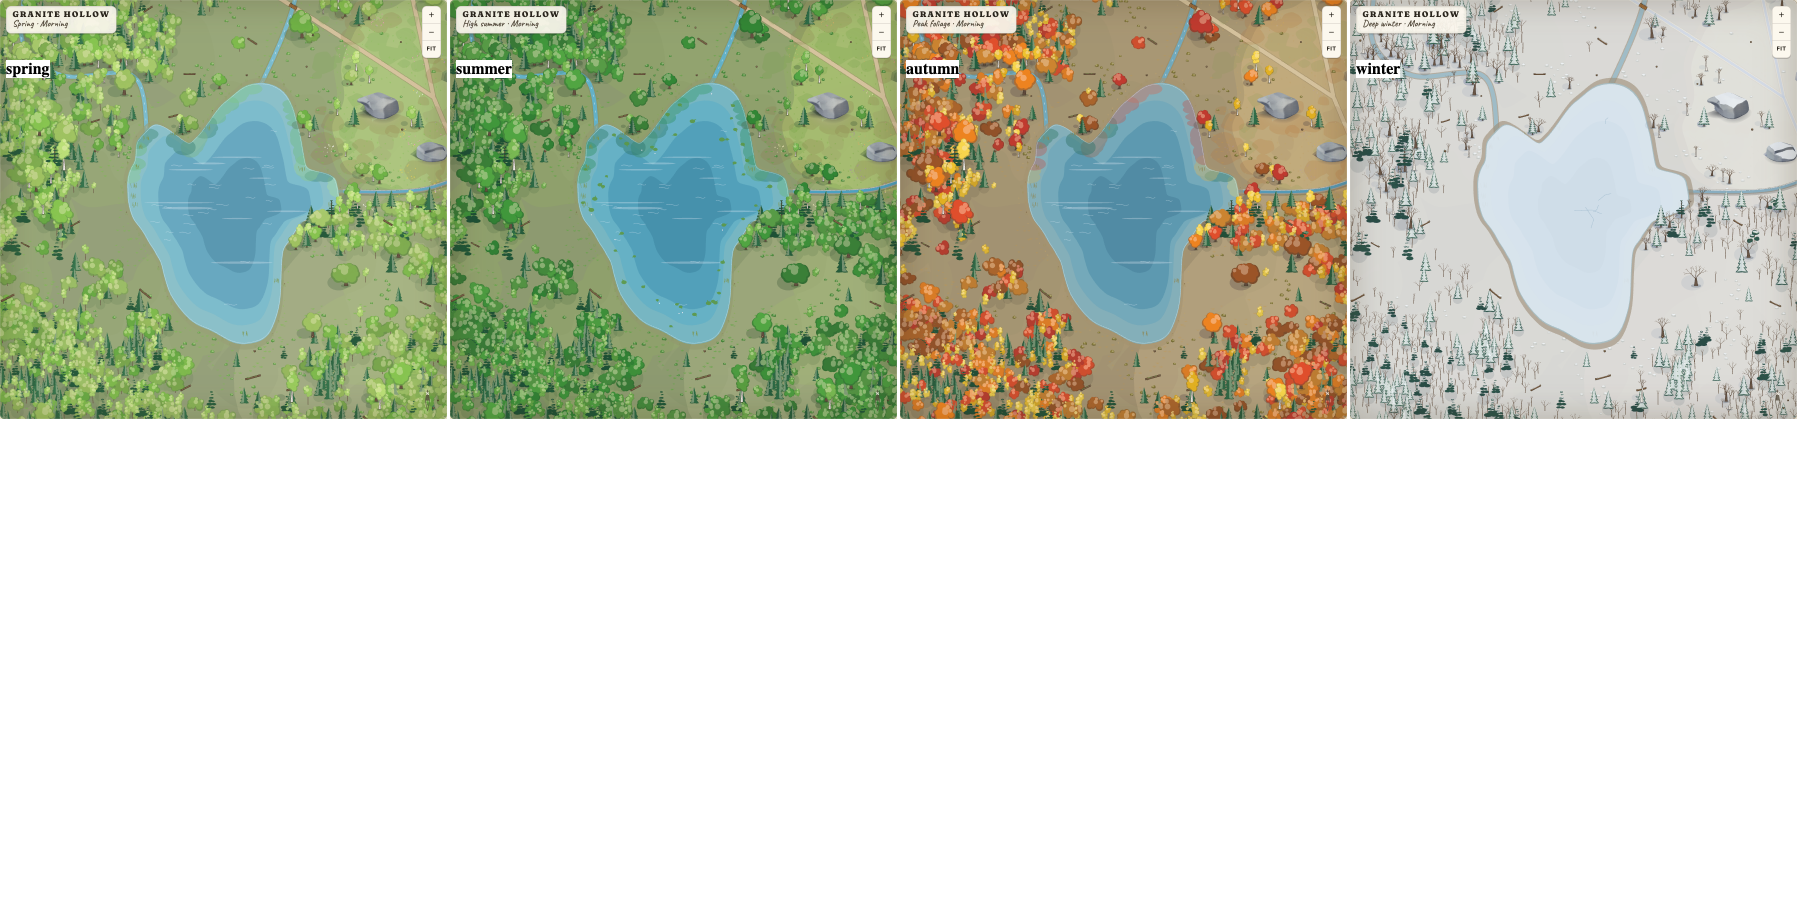 GRANITE HOLLOW
Spring · Morning
+
−
FIT
spring
GRANITE HOLLOW
High summer · Morning
+
−
FIT
summer
GRANITE HOLLOW
Peak foliage · Morning
+
−
FIT
autumn
GRANITE HOLLOW
Deep winter · Morning
+
−
FIT
winter